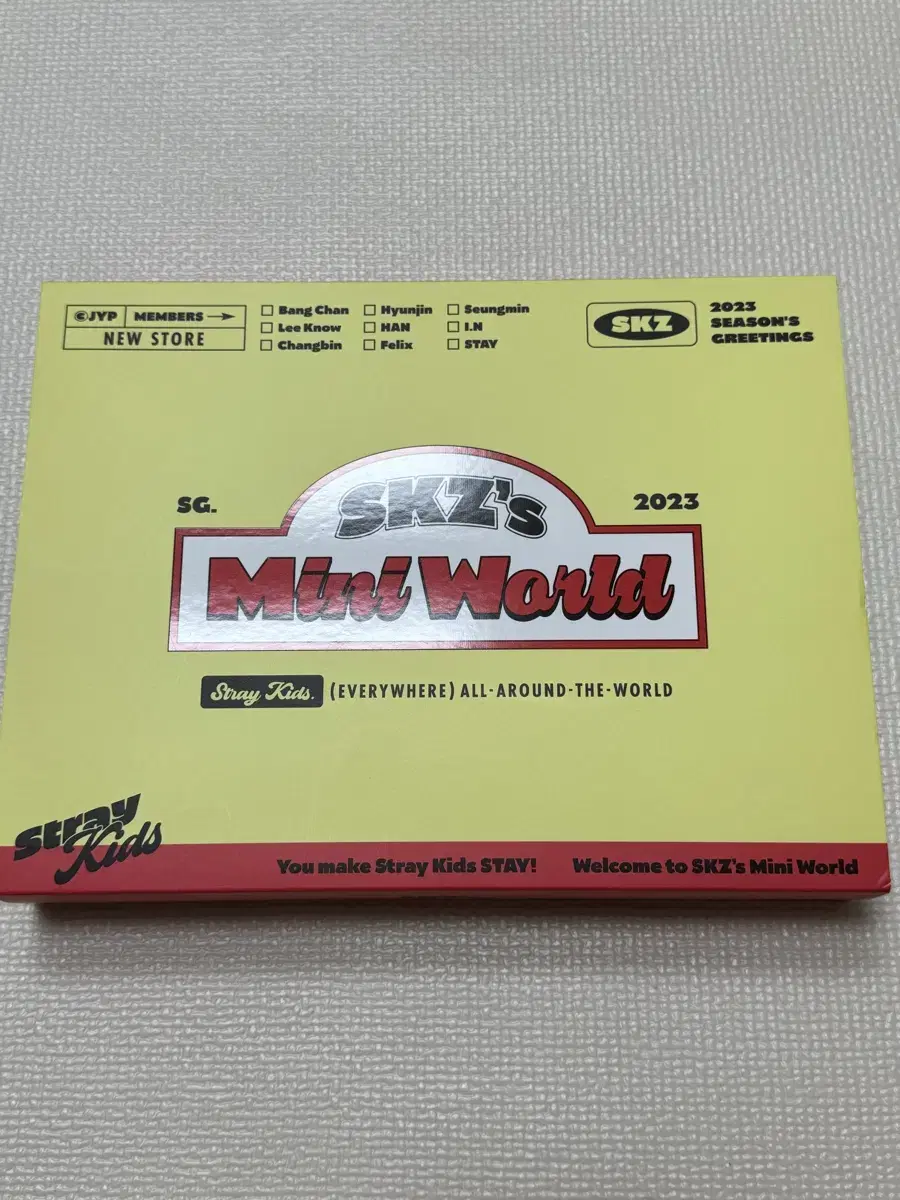 ©JYP MEMBERS
NEW STORE
Bang Chan Hyunjin Seungmin
Lee Know HAN I.N
Changbin Felix STAY
SKZ
2023
SEASON'S
GREETINGS
SG.
2023
SKZ's
Mini World
Stray Kids. (EVERYWHERE) ALL-AROUND-THE-WORLD
Stray
Kids
You make Stray Kids STAY! Welcome to SKZ's Mini World